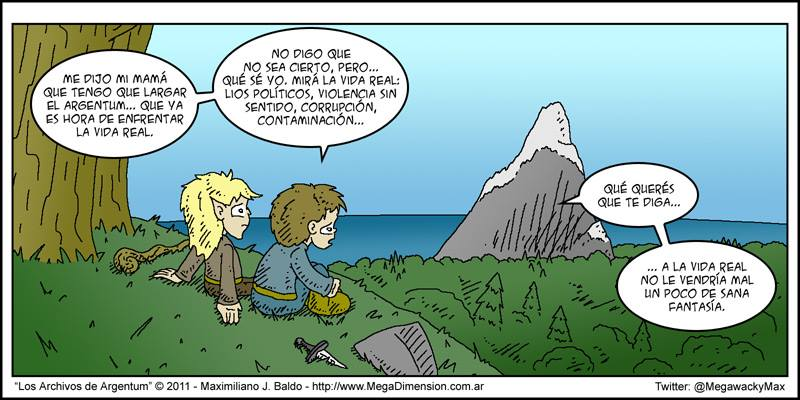 ME DIJO MI MAMÁ
QUE TENGO QUE LARGAR
EL ARGENTUM... QUE YA
ES HORA DE ENFRENTAR
LA VIDA REAL.
NO DIGO QUE
NO SEA CIERTO, PERO...
QUÉ SÉ YO. MIRÁ LA VIDA REAL:
LIOS POLÍTICOS, VIOLENCIA SIN
SENTIDO, CORRUPCIÓN,
CONTAMINACIÓN...
QUÉ QUERÉS
QUE TE DIGA...
... A LA VIDA REAL
NO LE VENDRÍA MAL
UN POCO DE SANA
FANTASÍA.
"Los Archivos de Argentum" © 2011 - Maximiliano J. Baldo - http://www.MegaDimension.com.ar
Twitter: @MegawackyMax